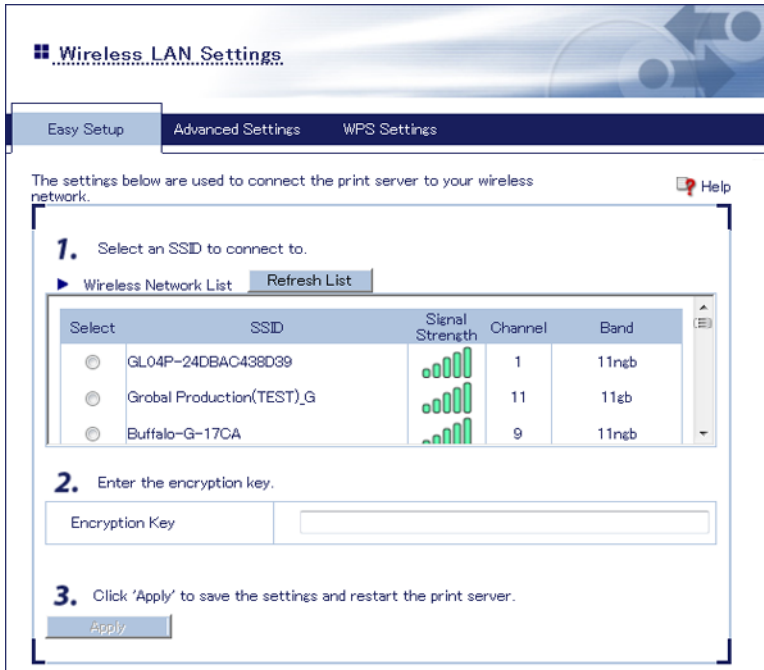 Wireless LAN Settings
Easy Setup Advanced Settings WPS Settings
The settings below are used to connect the print server to your wireless
network.
Help
1. Select an SSID to connect to.
Wireless Network List Refresh List
Select SSID Signal Strength Channel Band
GL04P-24DBAC438D39 1 11ngb
Grobal Production(TEST)_G 11 11gb
Buffalo-G-17CA 9 11ngb
2. Enter the encryption key.
Encryption Key
3. Click 'Apply' to save the settings and restart the print server.
Apply